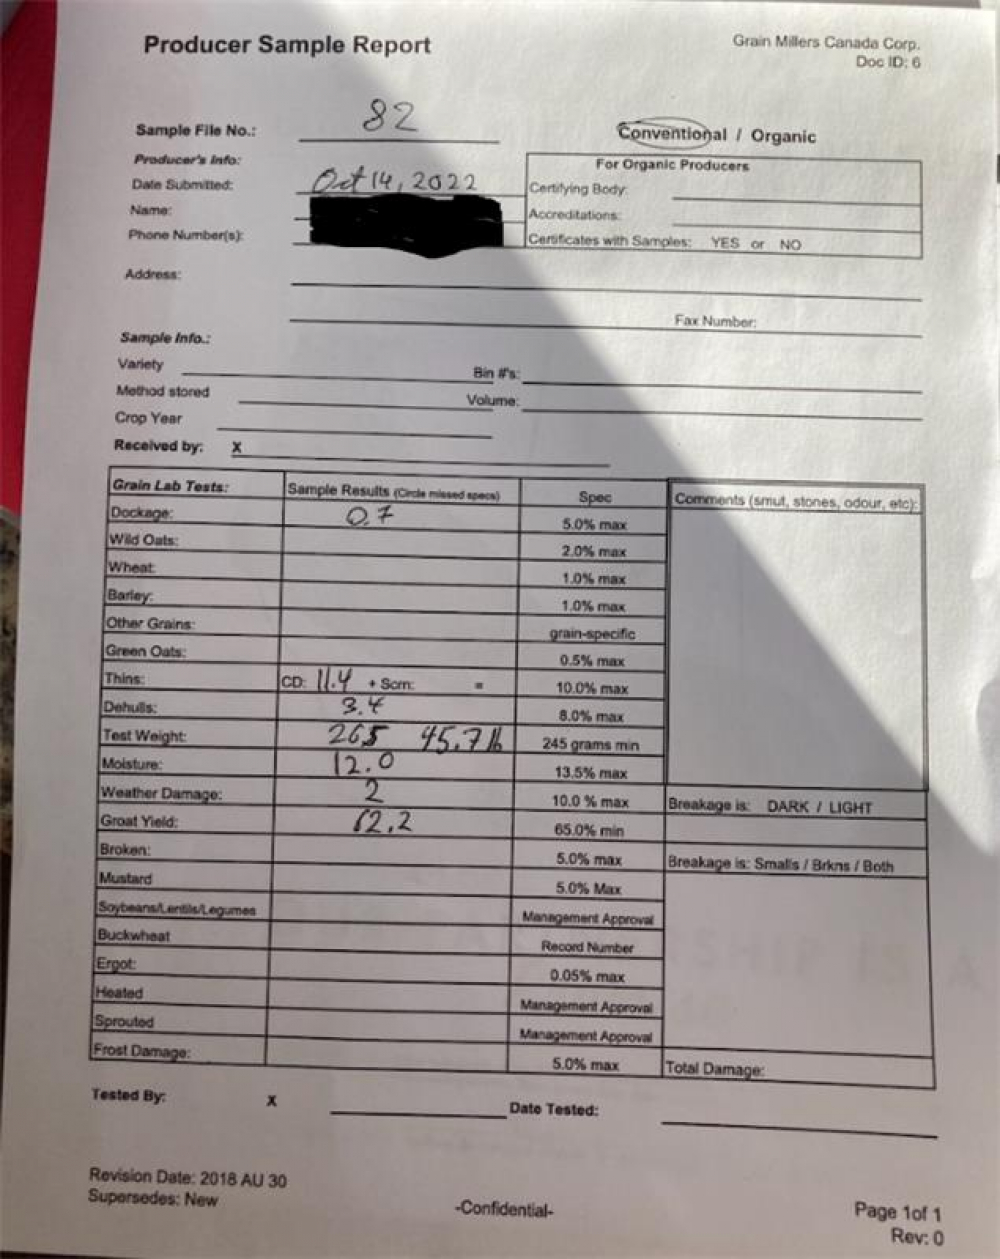 Producer Sample Report
Grain Millers Canada Corp.
Doc ID: 6
Sample File No.: 82
Conventional / Organic
Producer's Info:
For Organic Producers
Date Submitted: Oct 14, 2022
Certifying Body:
Name:
Accreditations:
Phone Number(s):
Certificates with Samples: YES or NO
Address:
Fax Number:
Sample Info.:
Variety
Bin #'s:
Method stored
Volume:
Crop Year
Received by: X
Grain Lab Tests: Sample Results (Circle missed specs) Spec Comments (smut, stones, odour, etc):
Dockage: 0.7 5.0% max
Wild Oats: 2.0% max
Wheat: 1.0% max
Barley: 1.0% max
Other Grains: grain-specific
Green Oats: 0.5% max
Thins: CD: 11.4 + Scrn: = 10.0% max
Dehulls: 3.4 8.0% max
Test Weight: 265 45.7 lb 245 grams min
Moisture: 12.0 13.5% max
Weather Damage: 2 10.0 % max Breakage is: DARK / LIGHT
Groat Yield: 62.2 65.0% min
Broken: 5.0% max Breakage is: Smalls / Brkns / Both
Mustard 5.0% Max
Soybeans/Lentils/Legumes Management Approval
Buckwheat Record Number
Ergot: 0.05% max
Heated Management Approval
Sprouted Management Approval
Frost Damage: 5.0% max Total Damage:
Tested By: X Date Tested:
Revision Date: 2018 AU 30
Supersedes: New
-Confidential-
Page 1of 1
Rev: 0